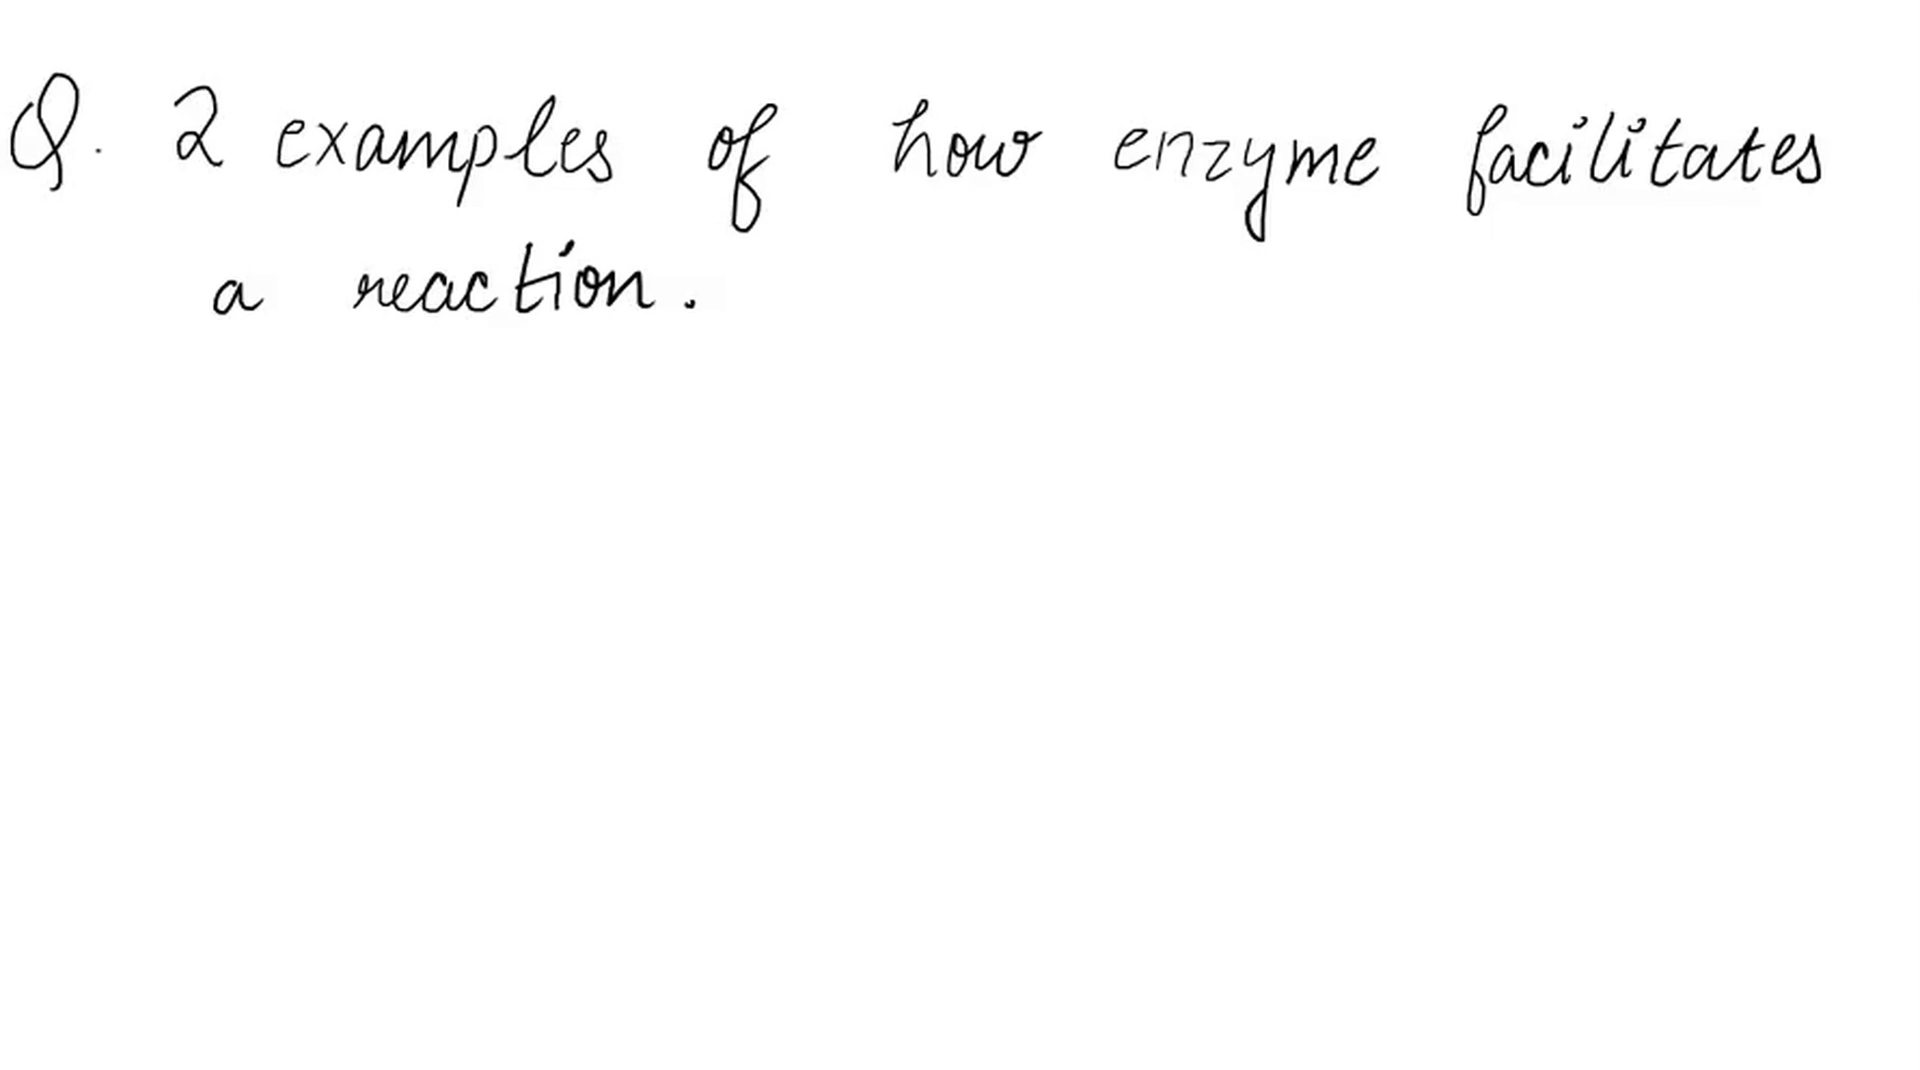 Q. 2 examples of how enzyme facilitates
a reaction.